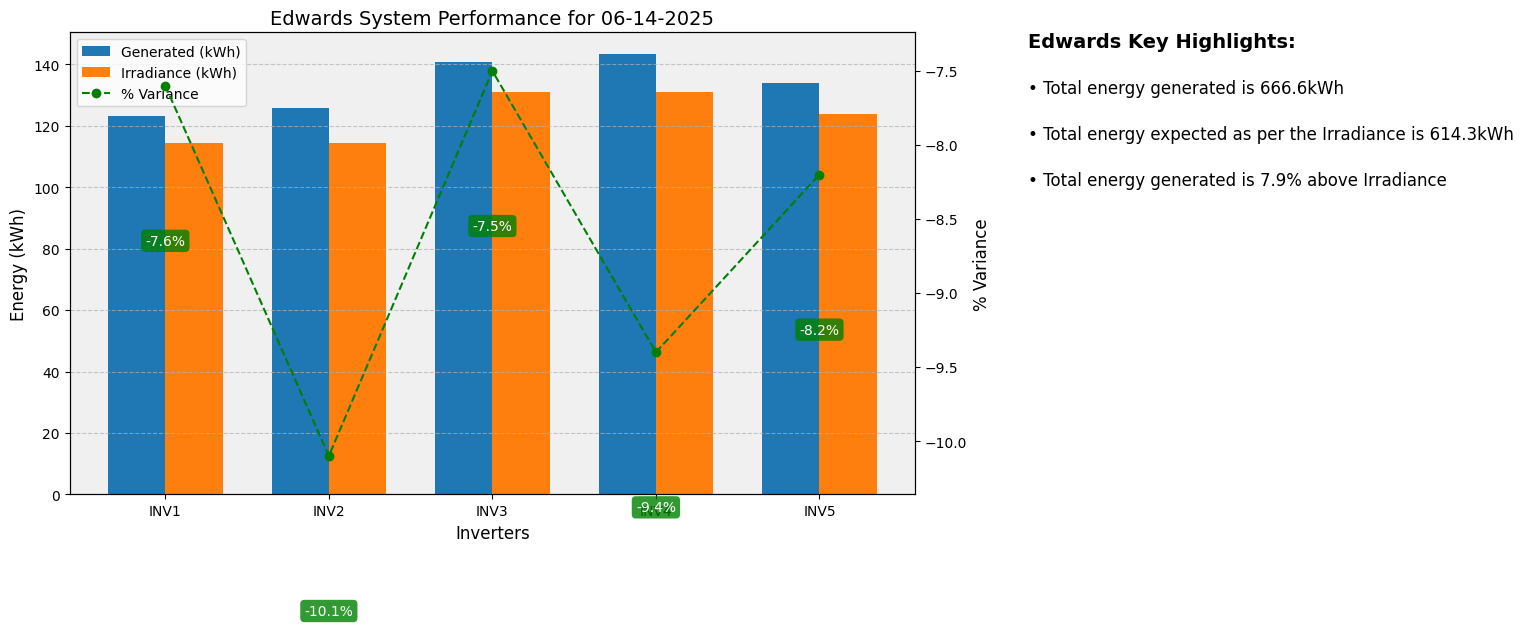 Edwards System Performance for 06-14-2025
Generated (kWh)
Irradiance (kWh)
% Variance
Energy (kWh)
140
120
100
80
60
40
20
0
-7.6%
-10.1%
-7.5%
-9.4%
-8.2%
INV1
INV2
INV3
INV4
INV5
Inverters
−7.5
−8.0
−8.5
−9.0
−9.5
−10.0
% Variance
Edwards Key Highlights:
• Total energy generated is 666.6kWh
• Total energy expected as per the Irradiance is 614.3kWh
• Total energy generated is 7.9% above Irradiance